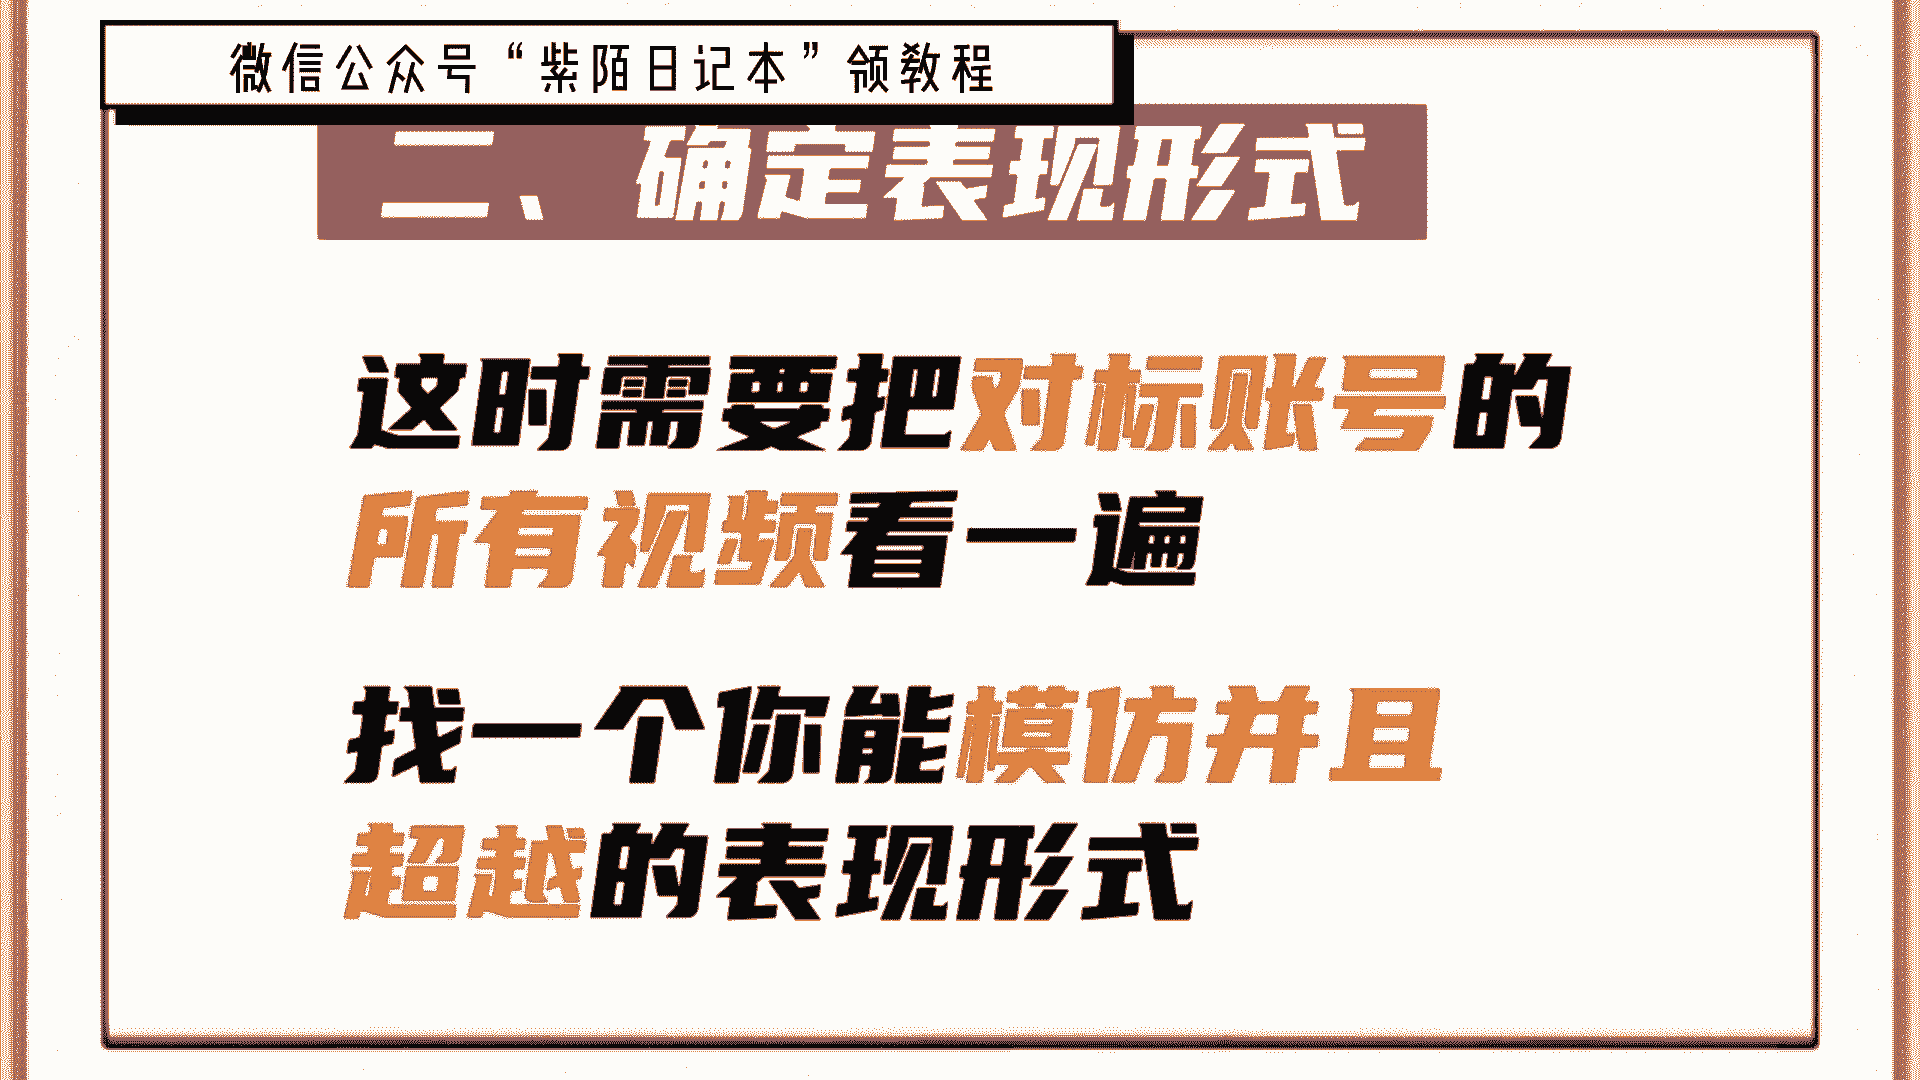 微信公众号“紫陌日记本”领教程
二、确定表现形式
这时需要把对标账号的
所有视频看一遍
找一个你能模仿并且
超越的表现形式